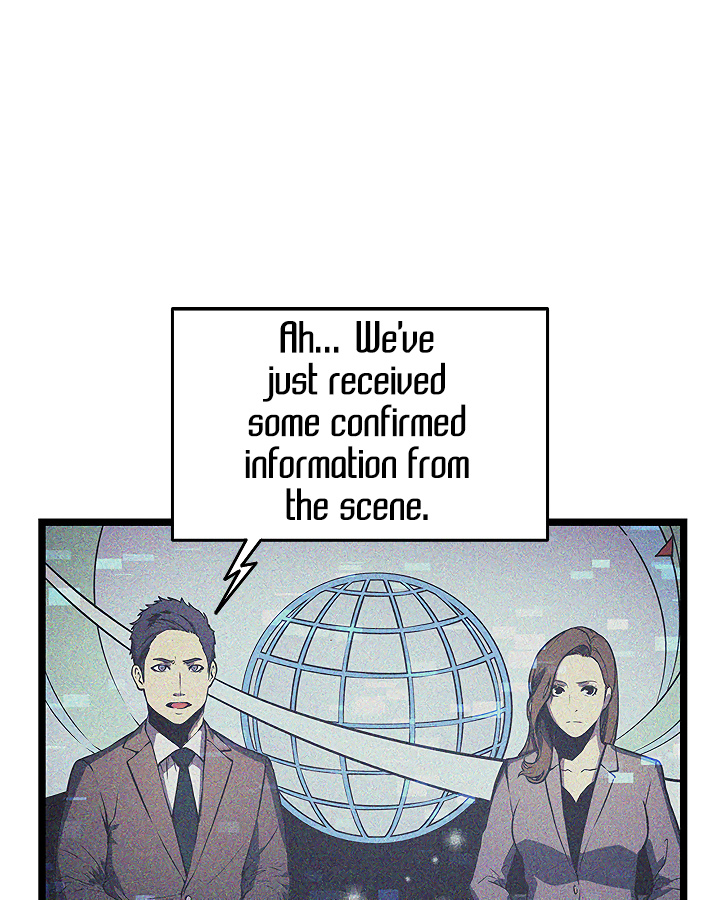 Ah... We've
just received
some confirmed
information from
the scene.